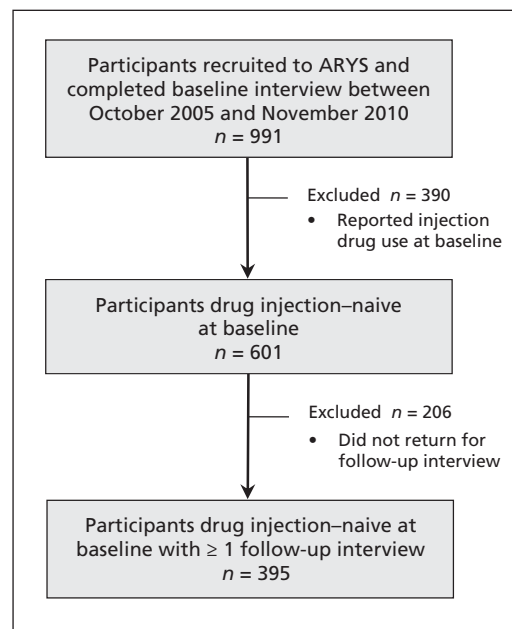 Participants recruited to ARYS and
completed baseline interview between
October 2005 and November 2010
n = 991
Excluded n = 390
• Reported injection
drug use at baseline
Participants drug injection–naive
at baseline
n = 601
Excluded n = 206
• Did not return for
follow-up interview
Participants drug injection–naive at
baseline with ≥ 1 follow-up interview
n = 395